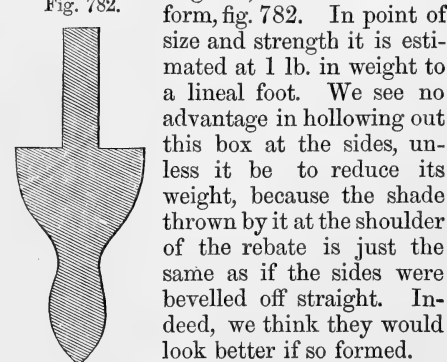 Fig. 782.
form, fig. 782. In point of
size and strength it is esti-
mated at 1 lb. in weight to
a lineal foot. We see no
advantage in hollowing out
this box at the sides, un-
less it be to reduce its
weight, because the shade
thrown by it at the shoulder
of the rebate is just the
same as if the sides were
bevelled off straight. In-
deed, we think they would
look better if so formed.